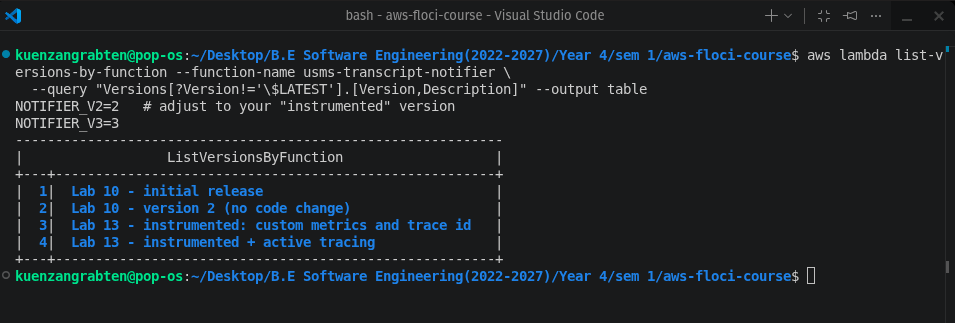 bash - aws-floci-course - Visual Studio Code
kuenzangrabten@pop-os:~/Desktop/B.E Software Engineering(2022-2027)/Year 4/sem 1/aws-floci-course$ aws lambda list-v
ersions-by-function --function-name usms-transcript-notifier \
  --query "Versions[?Version!='\$LATEST'].[Version,Description]" --output table
NOTIFIER_V2=2   # adjust to your "instrumented" version
NOTIFIER_V3=3
-------------------------------------------------------------
|                  ListVersionsByFunction                   |
+---+-------------------------------------------------------+
|  1|  Lab 10 - initial release                             |
|  2|  Lab 10 - version 2 (no code change)                  |
|  3|  Lab 13 - instrumented: custom metrics and trace id   |
|  4|  Lab 13 - instrumented + active tracing               |
+---+-------------------------------------------------------+
kuenzangrabten@pop-os:~/Desktop/B.E Software Engineering(2022-2027)/Year 4/sem 1/aws-floci-course$